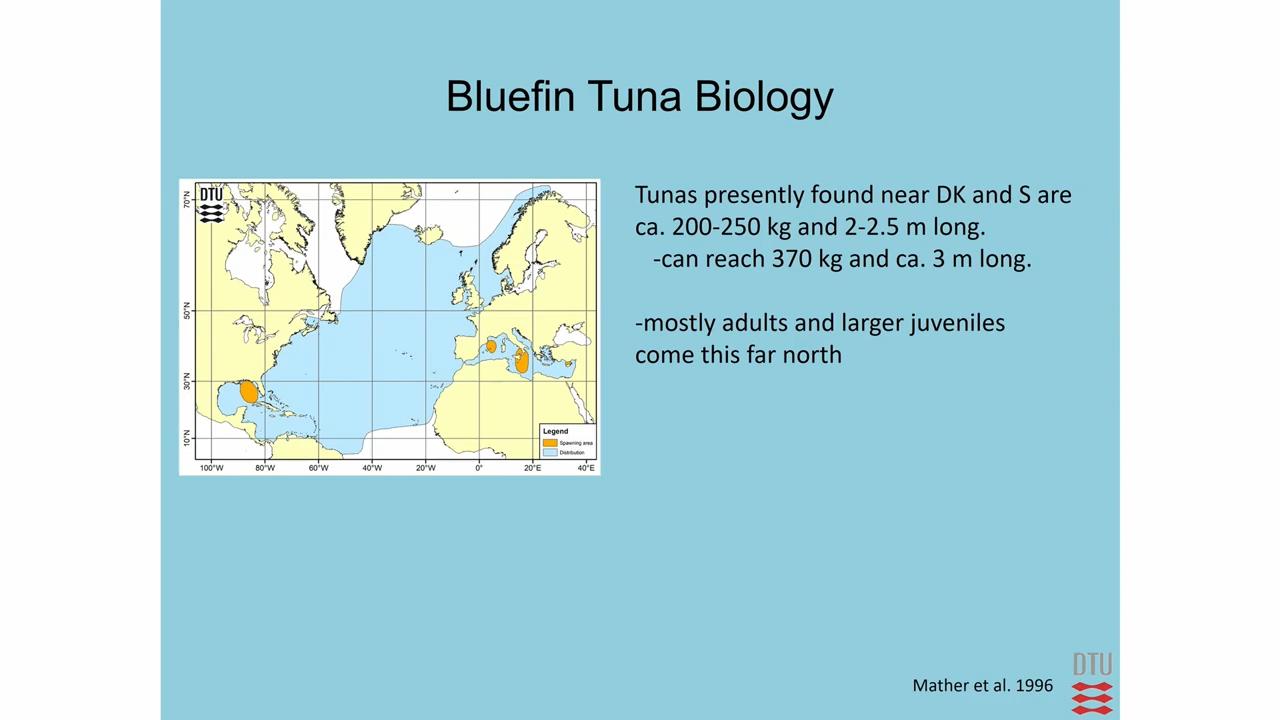 Bluefin Tuna Biology
DTU
70°N
50°N
30°N
10°N
100°W 80°W 60°W 40°W 20°W 0° 20°E 40°E
Legend
Spawning area
Distribution
Tunas presently found near DK and S are
ca. 200-250 kg and 2-2.5 m long.
-can reach 370 kg and ca. 3 m long.
-mostly adults and larger juveniles
come this far north
Mather et al. 1996
DTU